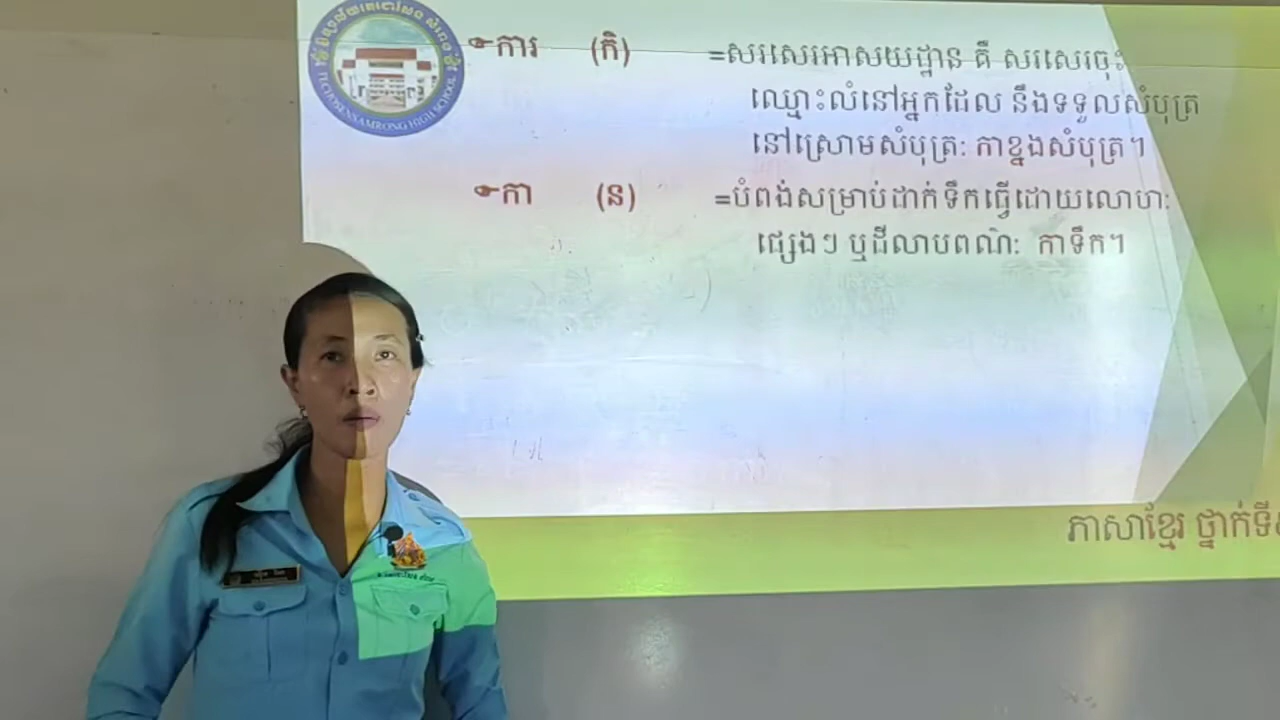 ការ (កិ) =សរសេរអាសយដ្ឋាន គឺ សរសេរចុះ
ឈ្មោះលំនៅអ្នកដែល នឹងទទួលសំបុត្រ
នៅស្រោមសំបុត្រ: កាខ្នងសំបុត្រ។
កា (ន) =បំពង់សម្រាប់ដាក់ទឹកធ្វើដោយលោហៈ
ផ្សេងៗ ឬដីលាបពណ៌: កាទឹក។
ភាសាខ្មែរ ថ្នាក់ទី